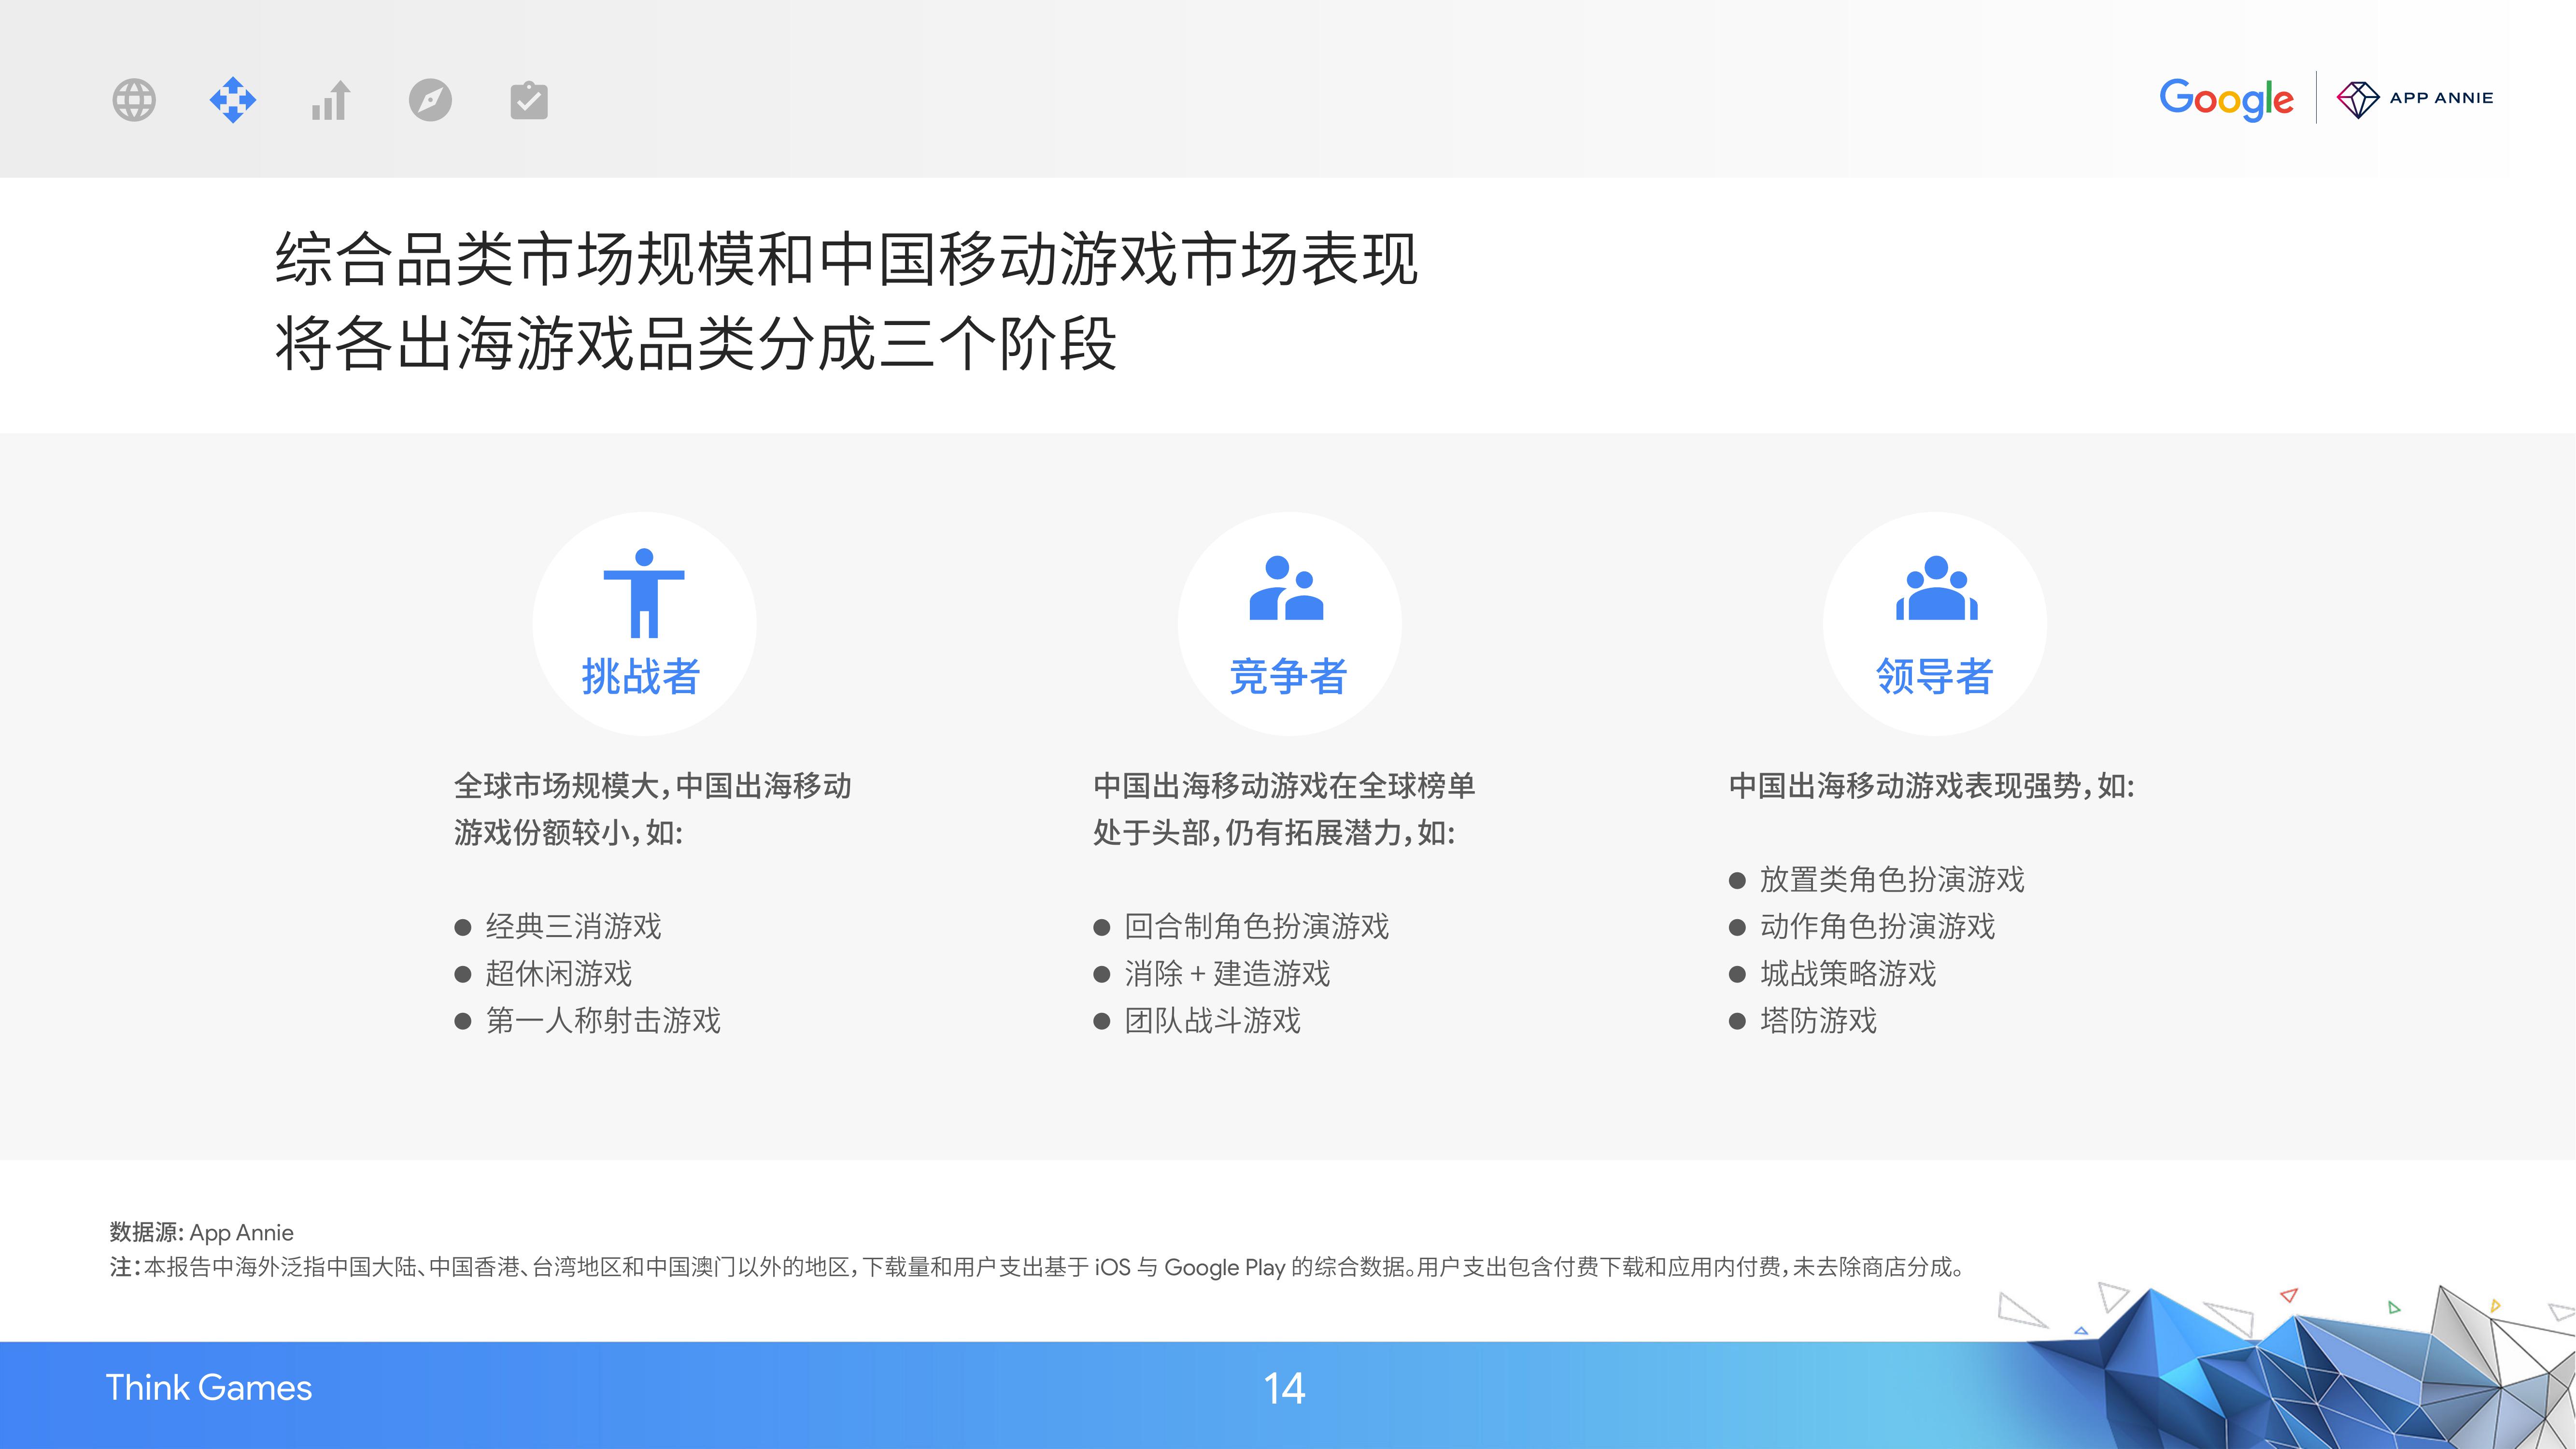 Google
APP ANNIE
综合品类市场规模和中国移动游戏市场表现
将各出海游戏品类分成三个阶段
挑战者
全球市场规模大，中国出海移动
游戏份额较小，如：
● 经典三消游戏
● 超休闲游戏
● 第一人称射击游戏
竞争者
中国出海移动游戏在全球榜单
处于头部，仍有拓展潜力，如：
● 回合制角色扮演游戏
● 消除 + 建造游戏
● 团队战斗游戏
领导者
中国出海移动游戏表现强势，如：
● 放置类角色扮演游戏
● 动作角色扮演游戏
● 城战策略游戏
● 塔防游戏
数据源：App Annie
注：本报告中海外泛指中国大陆、中国香港、台湾地区和中国澳门以外的地区，下载量和用户支出基于 iOS 与 Google Play 的综合数据。用户支出包含付费下载和应用内付费，未去除商店分成。
Think Games
14